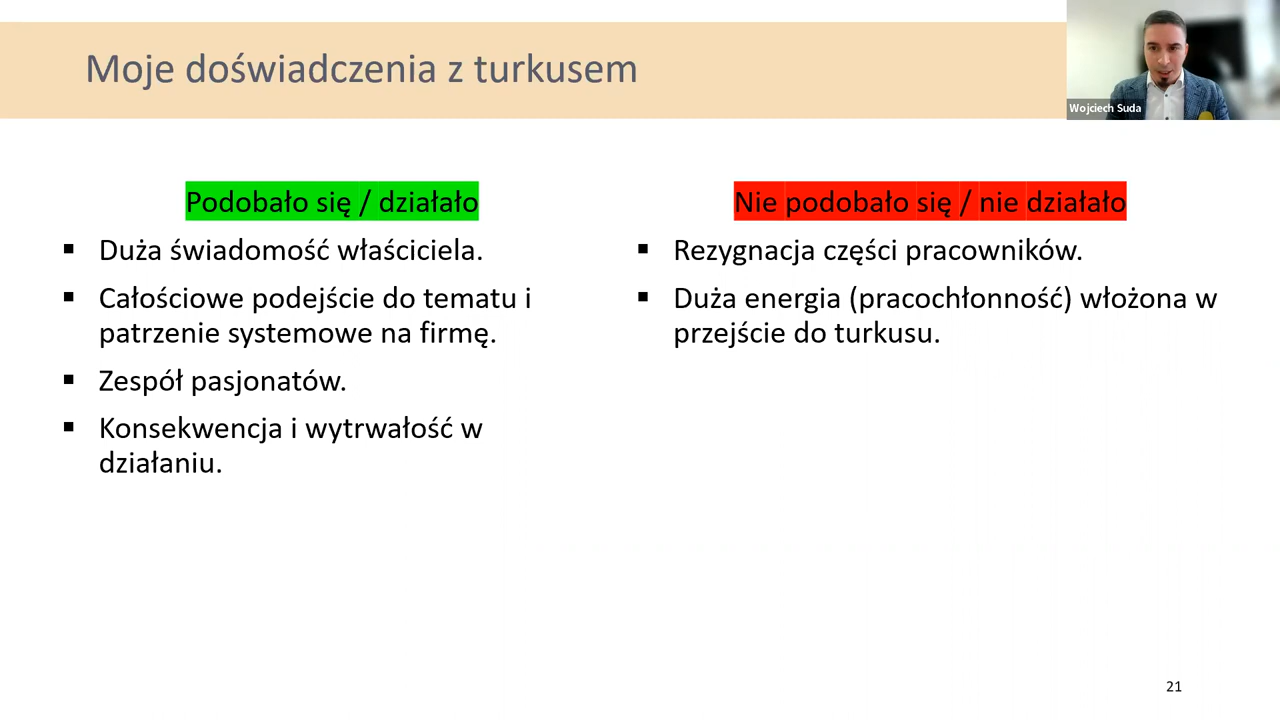 Moje doświadczenia z turkusem
Wojciech Suda
Podobało się / działało
▪ Duża świadomość właściciela.
▪ Całościowe podejście do tematu i
patrzenie systemowe na firmę.
▪ Zespół pasjonatów.
▪ Konsekwencja i wytrwałość w
działaniu.
Nie podobało się / nie działało
▪ Rezygnacja części pracowników.
▪ Duża energia (pracochłonność) włożona w
przejście do turkusu.
21